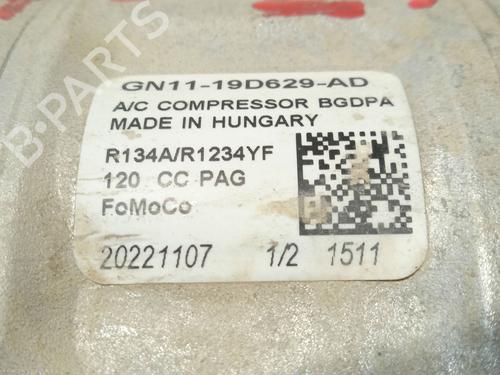 GN11-19D629-AD
A/C COMPRESSOR BGDPA
MADE IN HUNGARY
R134A/R1234YF
120 CC PAG
FoMoCo
20221107 1/2 1511
B-PARTS